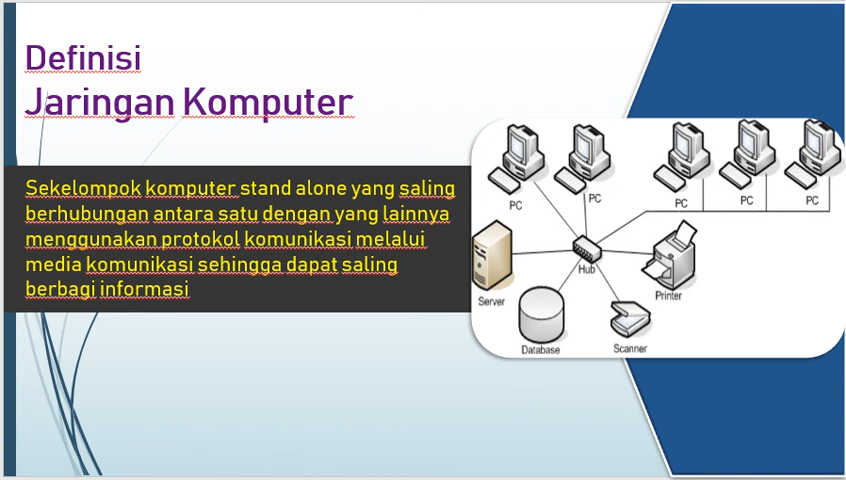 Definisi
Jaringan Komputer
Sekelompok komputer stand alone yang saling
berhubungan antara satu dengan yang lainnya
menggunakan protokol komunikasi melalui
media komunikasi sehingga dapat saling
berbagi informasi
PC
PC
PC
PC
PC
Hub
Server
Printer
Database
Scanner